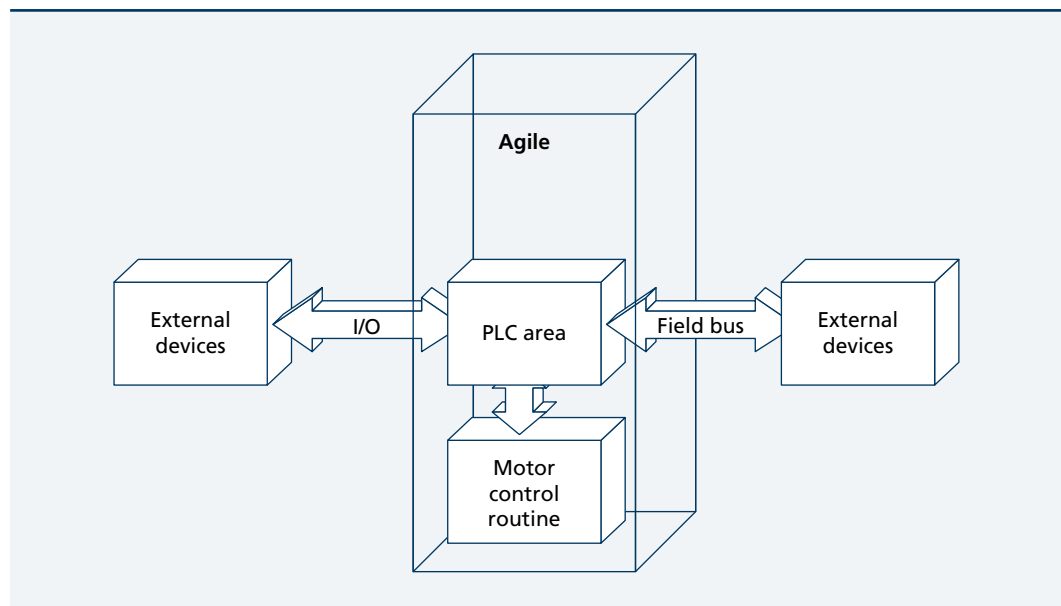 Agile
External
devices
I/O
PLC area
Field bus
External
devices
Motor
control
routine